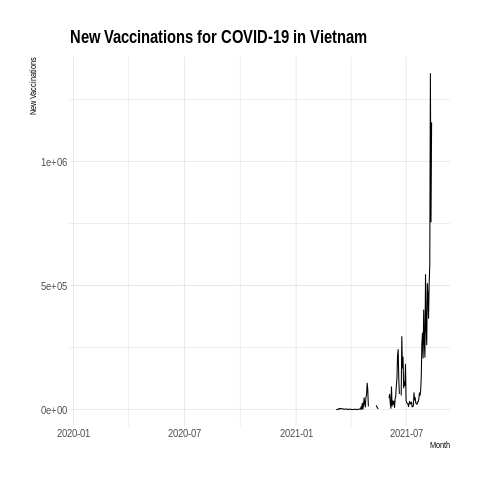 New Vaccinations for COVID-19 in Vietnam
New Vaccinations
1e+06
5e+05
0e+00
2020-01 2020-07 2021-01 2021-07
Month